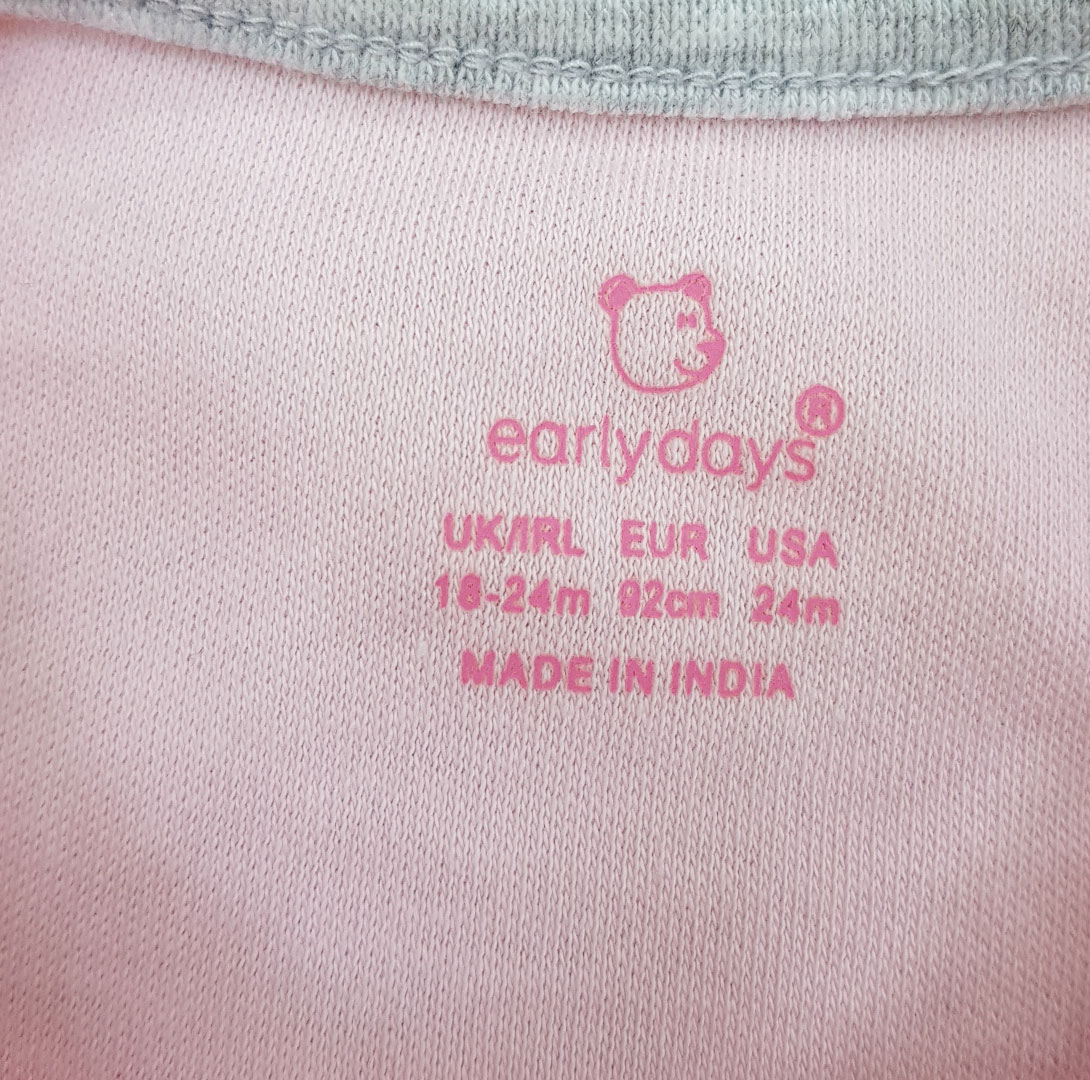 earlydays®
UK/IRL EUR USA
18-24m 92cm 24m
MADE IN INDIA